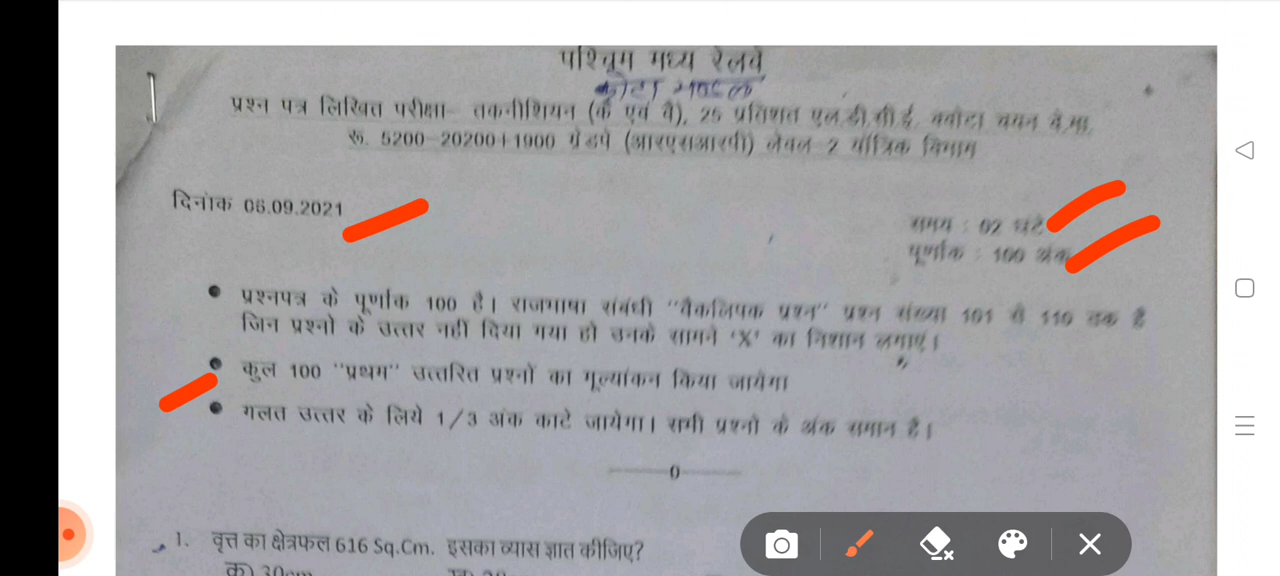 पश्चिम मध्य रेलवे
कोटा मण्डल
प्रश्न पत्र लिखित परीक्षा– तकनीशियन (कै एवं वै), 25 प्रतिशत एल.डी.सी.ई. क्वोटा चयन वे.मा.
रू. 5200–20200+1900 ग्रेडपे (आरएसआरपी) लेवल 2 यॉत्रिक विभाग
दिनांक 06.09.2021
समय : 02 घंटे
पूर्णांक : 100 अंक
• प्रश्नपत्र के पूर्णांक 100 है। राजभाषा संबंधी "वैकल्पिक प्रश्न" प्रश्न संख्या 101 से 110 तक है
जिन प्रश्नो के उत्तर नही दिया गया हो उनके सामने 'X' का निशान लगाएं।
• कुल 100 "प्रथम" उत्तरित प्रश्नों का मूल्यांकन किया जायेगा
• गलत उत्तर के लिये 1/3 अंक काटे जायेगा। सभी प्रश्नो के अंक समान है।
0
1. वृत्त का क्षेत्रफल 616 Sq.Cm. इसका व्यास ज्ञात कीजिए?
क) 30cm